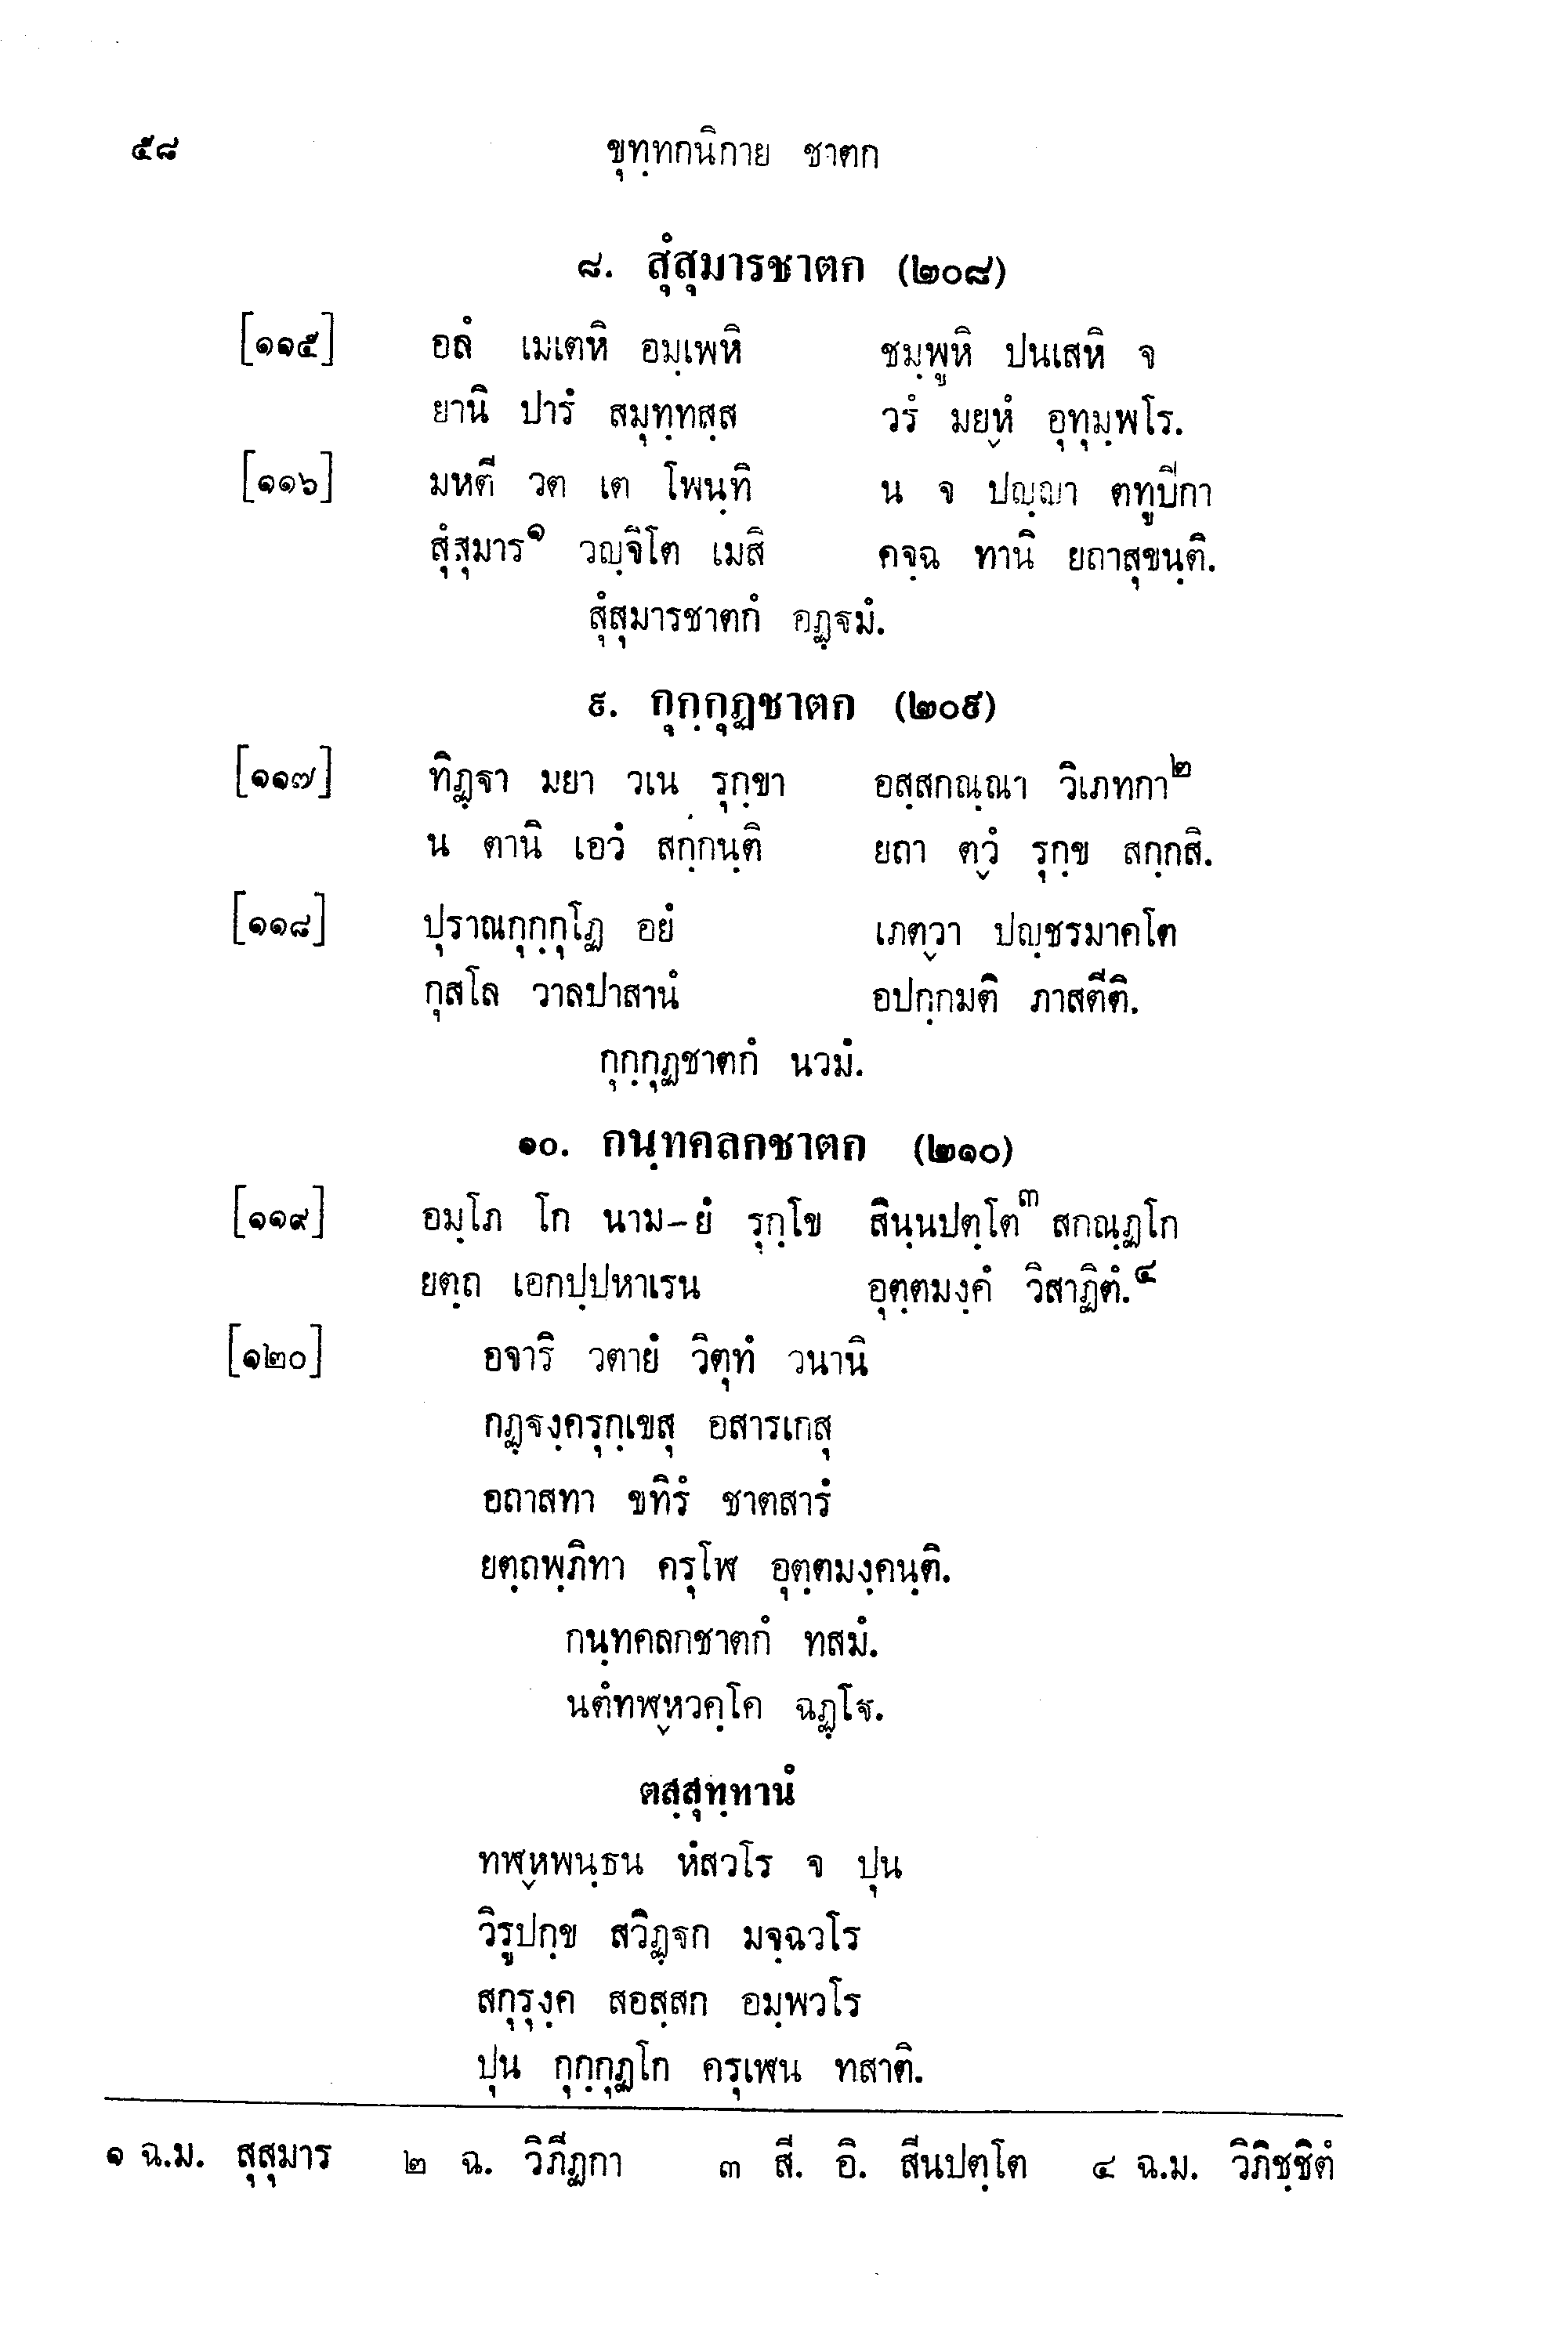 ๕๘ ขุทฺทกนิกาย ชาตก
๘. สุํสุมารชาตก (๒๐๘)
[๑๑๕] อลํ เมเตหิ อมฺเพหิ ชมฺพูหิ ปนเสหิ จ
ยานิ ปารํ สมุทฺทสฺส วรํ มยฺหํ อุทุมฺพโร.
[๑๑๖] มหตี วต เต โพนฺทิ น จ ปญฺญา ตทูปิกา
สุํสุมาร๑ วญฺจิโต เมสิ คจฺฉ ทานิ ยถาสุขนฺติ.
สุํสุมารชาตกํ อฏฺฐมํ.
๙. กุกฺกุฏชาตก (๒๐๙)
[๑๑๗] ทิฏฺฐา มยา วเน รุกฺขา อสฺสกณฺณา วิเภทกา๒
น ตานิ เอวํ สกฺกนฺติ ยถา ตฺวํ รุกฺข สกฺกสิ.
[๑๑๘] ปุราณกุกฺกุโฏ อยํ เภตฺวา ปญฺชรมาคโต
กุสโล วาลปาสานํ อปกฺกมติ ภาสตีติ.
กุกฺกุฏชาตกํ นวมํ.
๑๐. กนฺทคลกชาตก (๒๑๐)
[๑๑๙] อมฺโภ โก นาม-ยํ รุกฺโข สินฺนปตฺโต๓ สกณฺฏโก
ยตฺถ เอกปฺปหาเรน อุตฺตมงฺคํ วิสาฏิตํ.๔
[๑๒๐] อจาริ วตายํ วิตุทํ วนานิ
กฏฺฐงฺครุกฺเขสุ อสารเกสุ
อถาสทา ขทิรํ ชาตสารํ
ยตฺถพฺภิทา ครุโฬ อุตฺตมงฺคนฺติ.
กนฺทคลกชาตกํ ทสมํ.
นตํทฬฺหวคฺโค ฉฏฺโฐ.
ตสฺสุทฺทานํ
ทฬฺหพนฺธน หํสวโร จ ปุน
วิรูปกฺข สวิฏฺฐก มจฺฉวโร
สกุรุงฺค สอสฺสก อมฺพวโร
ปุน กุกฺกุฏโก ครุเฬน ทสาติ.
๑ ฉ.ม. สุสุมาร ๒ ฉ. วิภีฏกา ๓ สี. อิ. สีนปตฺโต ๔ ฉ.ม. วิภิชฺชิตํ